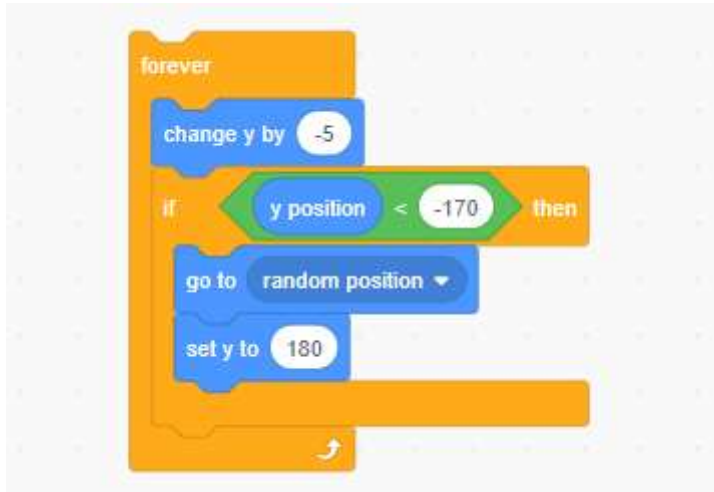 forever
change y by -5
if y position < -170 then
go to random position
set y to 180